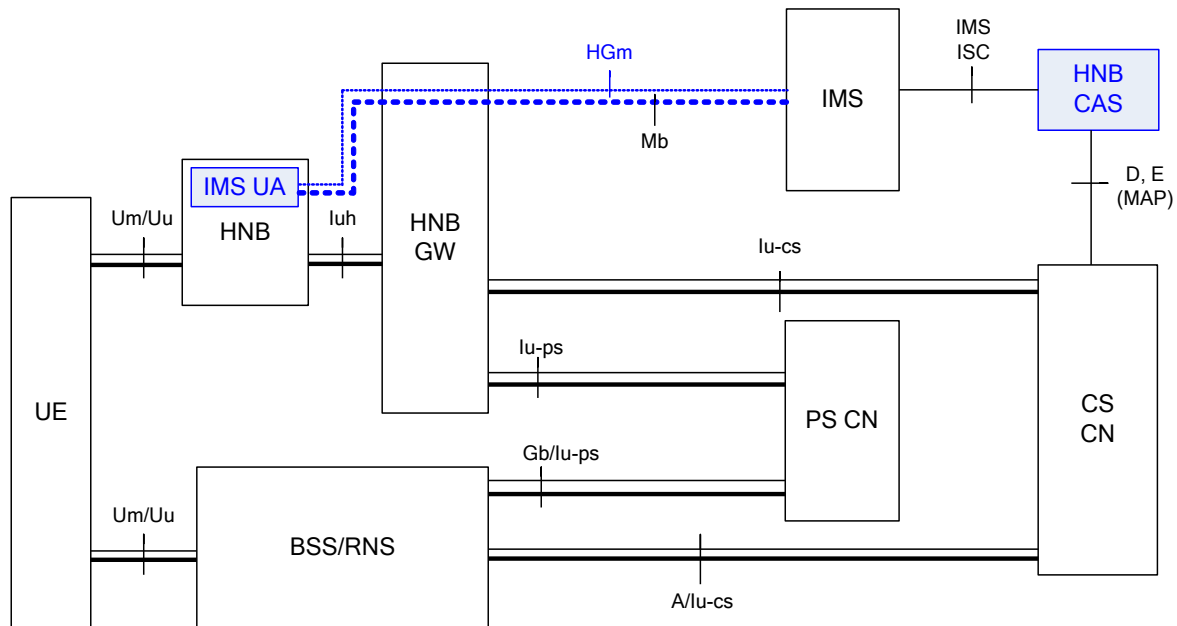 HGm
IMS
ISC
HNB
CAS
IMS
Mb
D, E
(MAP)
IMS UA
HNB
Um/Uu
Iuh
HNB
GW
Iu-cs
Iu-ps
UE
PS CN
CS
CN
Gb/Iu-ps
Um/Uu
BSS/RNS
A/Iu-cs